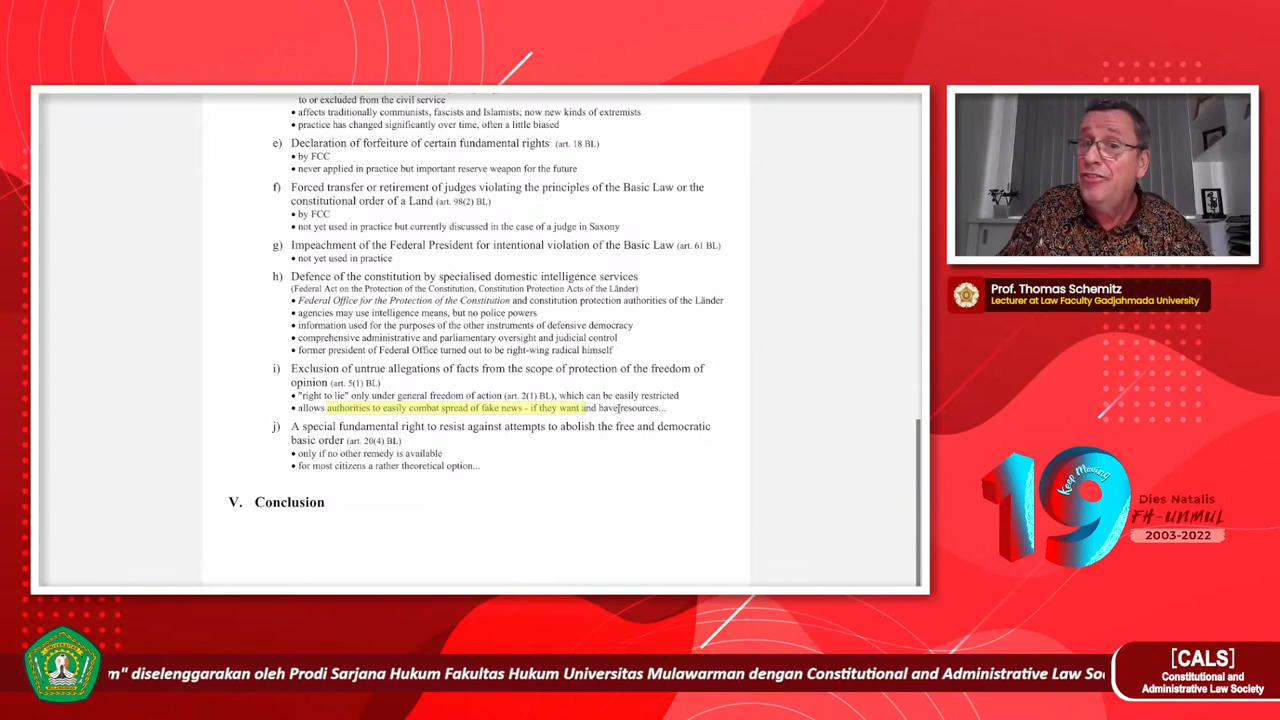 to or excluded from the civil service
• affects traditionally communists, fascists and Islamists; now new kinds of extremists
• practice has changed significantly over time, often a little biased
e) Declaration of forfeiture of certain fundamental rights (art. 18 BL)
• by FCC
• never applied in practice but important reserve weapon for the future
f) Forced transfer or retirement of judges violating the principles of the Basic Law or the
constitutional order of a Land (art. 98(2) BL)
• by FCC
• not yet used in practice but currently discussed in the case of a judge in Saxony
g) Impeachment of the Federal President for intentional violation of the Basic Law (art. 61 BL)
• not yet used in practice
h) Defence of the constitution by specialised domestic intelligence services
(Federal Act on the Protection of the Constitution, Constitution Protection Acts of the Länder)
• Federal Office for the Protection of the Constitution and constitution protection authorities of the Länder
• agencies may use intelligence means, but no police powers
• information used for the purposes of the other instruments of defensive democracy
• comprehensive administrative and parliamentary oversight and judicial control
• former president of Federal Office turned out to be right-wing radical himself
i) Exclusion of untrue allegations of facts from the scope of protection of the freedom of
opinion (art. 5(1) BL)
• "right to lie" only under general freedom of action (art. 2(1) BL), which can be easily restricted
• allows authorities to easily combat spread of fake news - if they want and have resources...
j) A special fundamental right to resist against attempts to abolish the free and democratic
basic order (art. 20(4) BL)
• only if no other remedy is available
• for most citizens a rather theoretical option...
V. Conclusion
Prof. Thomas Schemitz
Lecturer at Law Faculty Gadjahmada University
19
Keep Moving
Dies Natalis
FH-UNMUL
2003-2022
m" diselenggarakan oleh Prodi Sarjana Hukum Fakultas Hukum Universitas Mulawarman dengan Constitutional and Administrative Law So
[CALS]
Constitutional and
Administrative Law Society